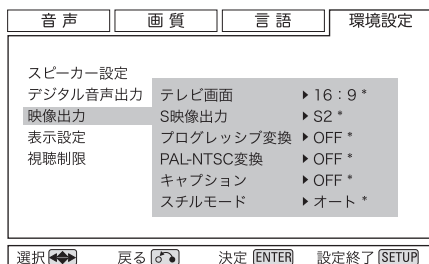 音声 画質 言語 環境設定
スピーカー設定
デジタル音声出力 テレビ画面 ▶16：9*
映像出力 S映像出力 ▶S2*
表示設定 プログレッシブ変換 ▶OFF*
視聴制限 PAL-NTSC変換 ▶OFF*
キャプション ▶OFF*
スチルモード ▶オート*
選択 戻る 決定 ENTER 設定終了 SETUP